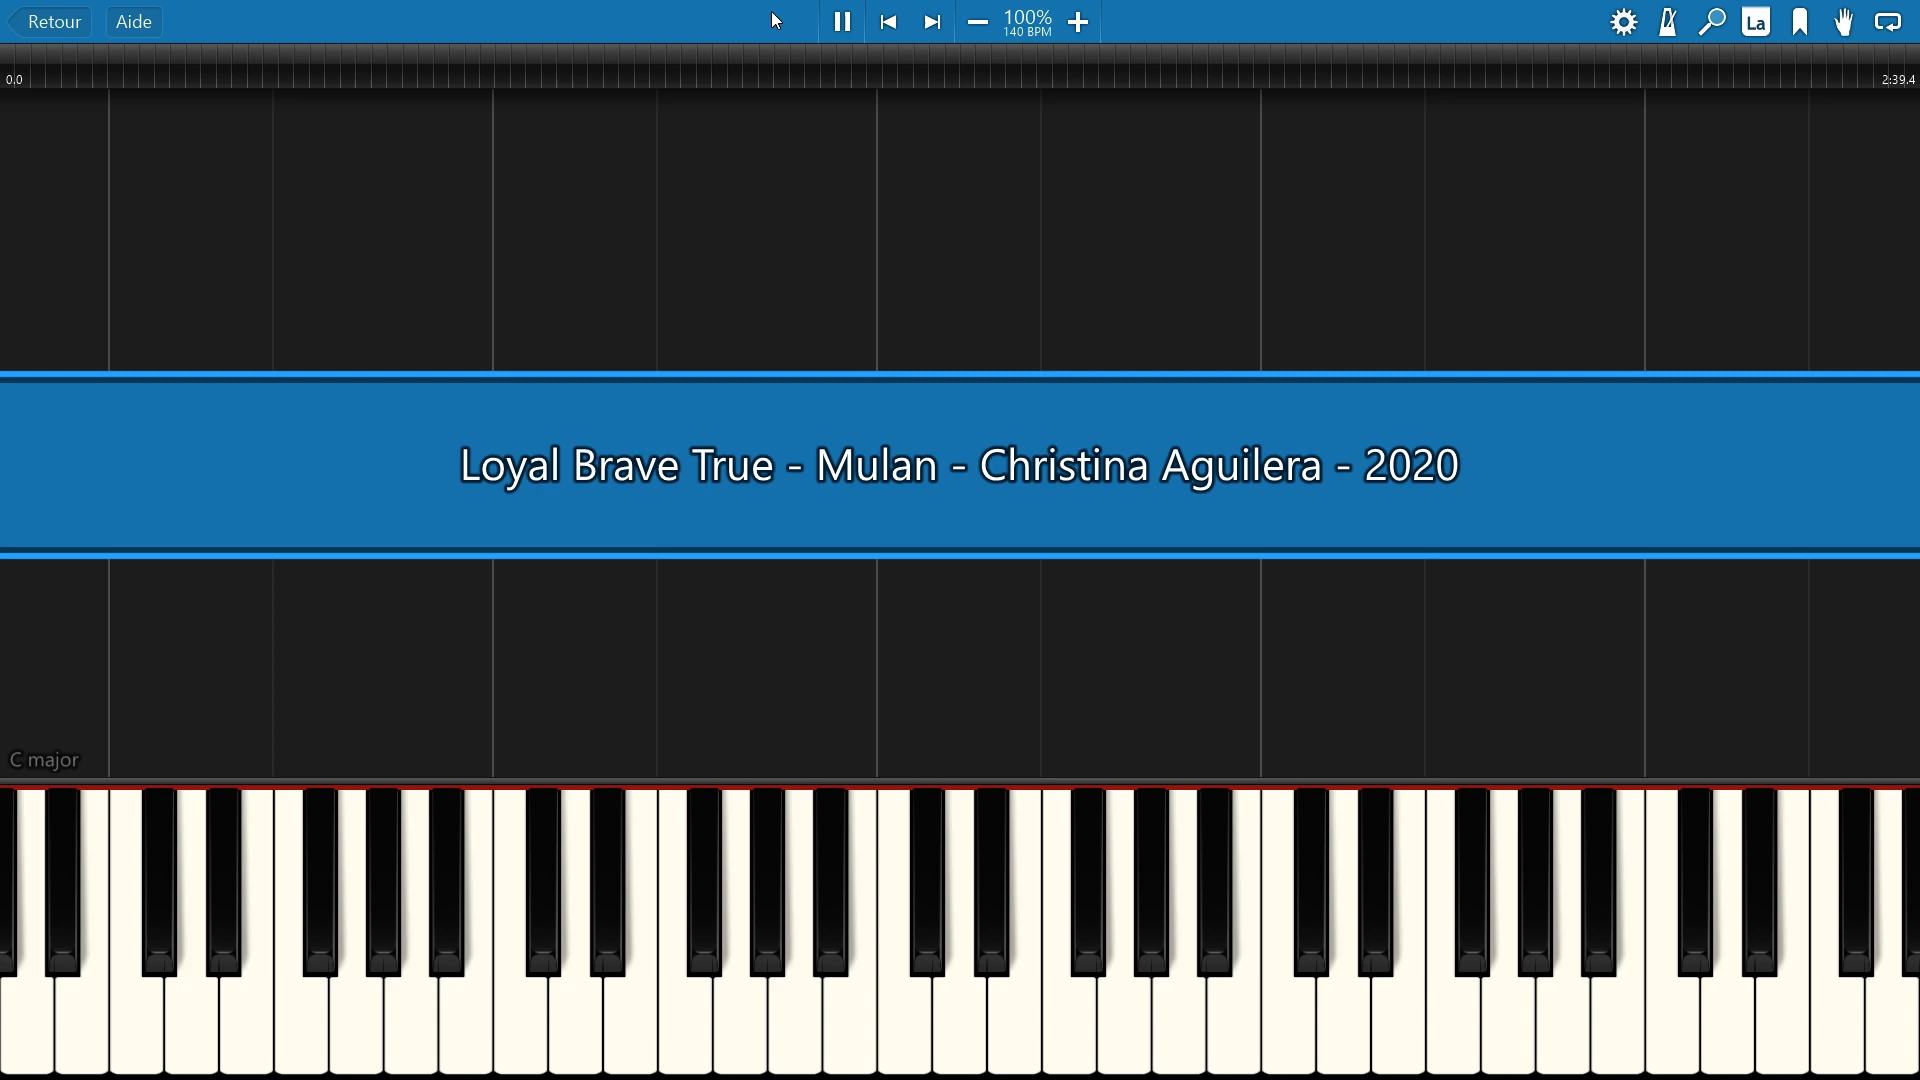 Retour
Aide
100%
140 BPM
La
0.0
2:39.4
Loyal Brave True - Mulan - Christina Aguilera - 2020
C major